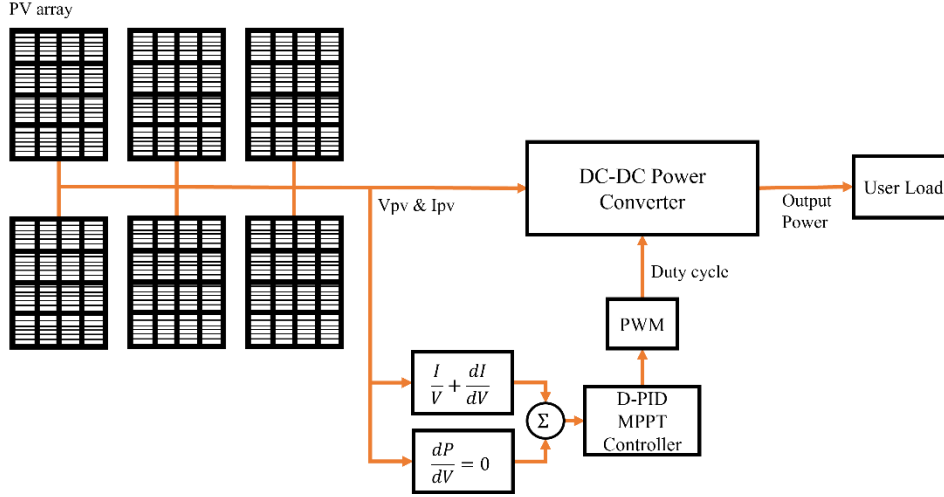 PV array
DC-DC Power
Converter
Vpv & Ipv
Output
Power
User Load
Duty cycle
PWM
I/V + dI/dV
Σ
D-PID
MPPT
Controller
dP/dV = 0